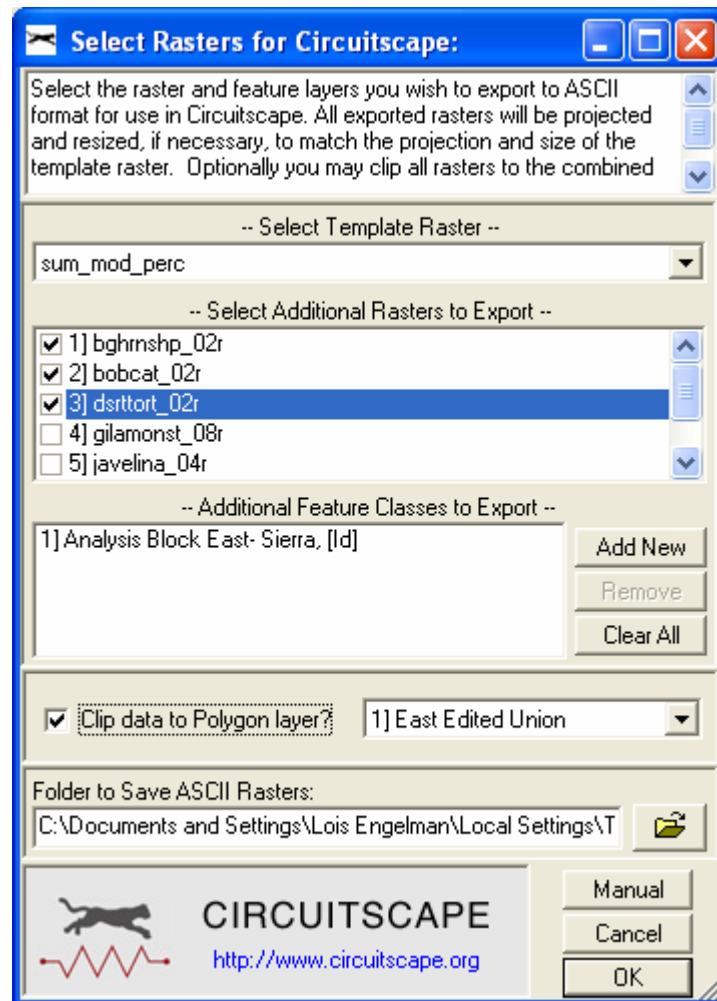 Select Rasters for Circuitscape:
Select the raster and feature layers you wish to export to ASCII
format for use in Circuitscape. All exported rasters will be projected
and resized, if necessary, to match the projection and size of the
template raster.  Optionally you may clip all rasters to the combined
-- Select Template Raster --
sum_mod_perc
-- Select Additional Rasters to Export --
1] bghrnshp_02r
2] bobcat_02r
3] dsrttort_02r
4] gilamonst_08r
5] javelina_04r
-- Additional Feature Classes to Export --
1] Analysis Block East- Sierra, [Id]
Add New
Remove
Clear All
Clip data to Polygon layer?
1] East Edited Union
Folder to Save ASCII Rasters:
C:\Documents and Settings\Lois Engelman\Local Settings\T
CIRCUITSCAPE
http://www.circuitscape.org
Manual
Cancel
OK